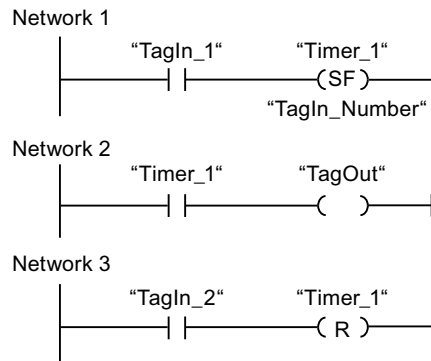 Network 1
“TagIn_1“ “Timer_1“
SF
“TagIn_Number“
Network 2
“Timer_1“ “TagOut“
Network 3
“TagIn_2“ “Timer_1“
R